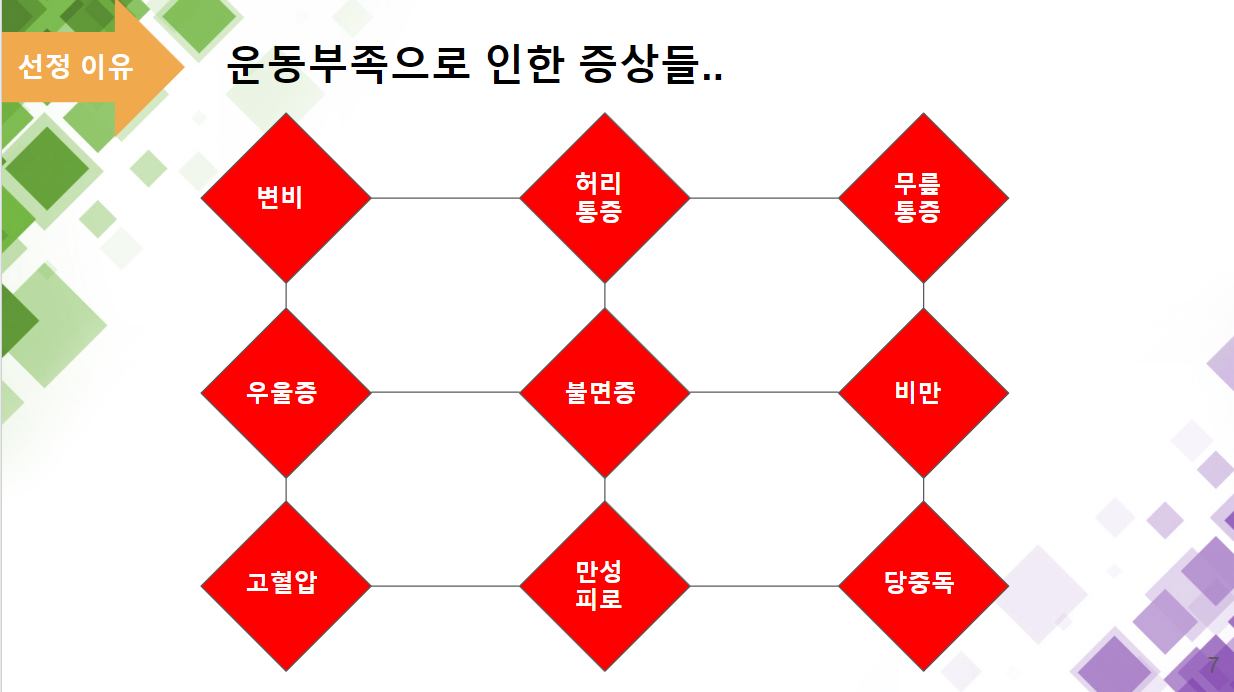 선정 이유
운동부족으로 인한 증상들..
변비
허리
통증
무릎
통증
우울증
불면증
비만
고혈압
만성
피로
당중독
7